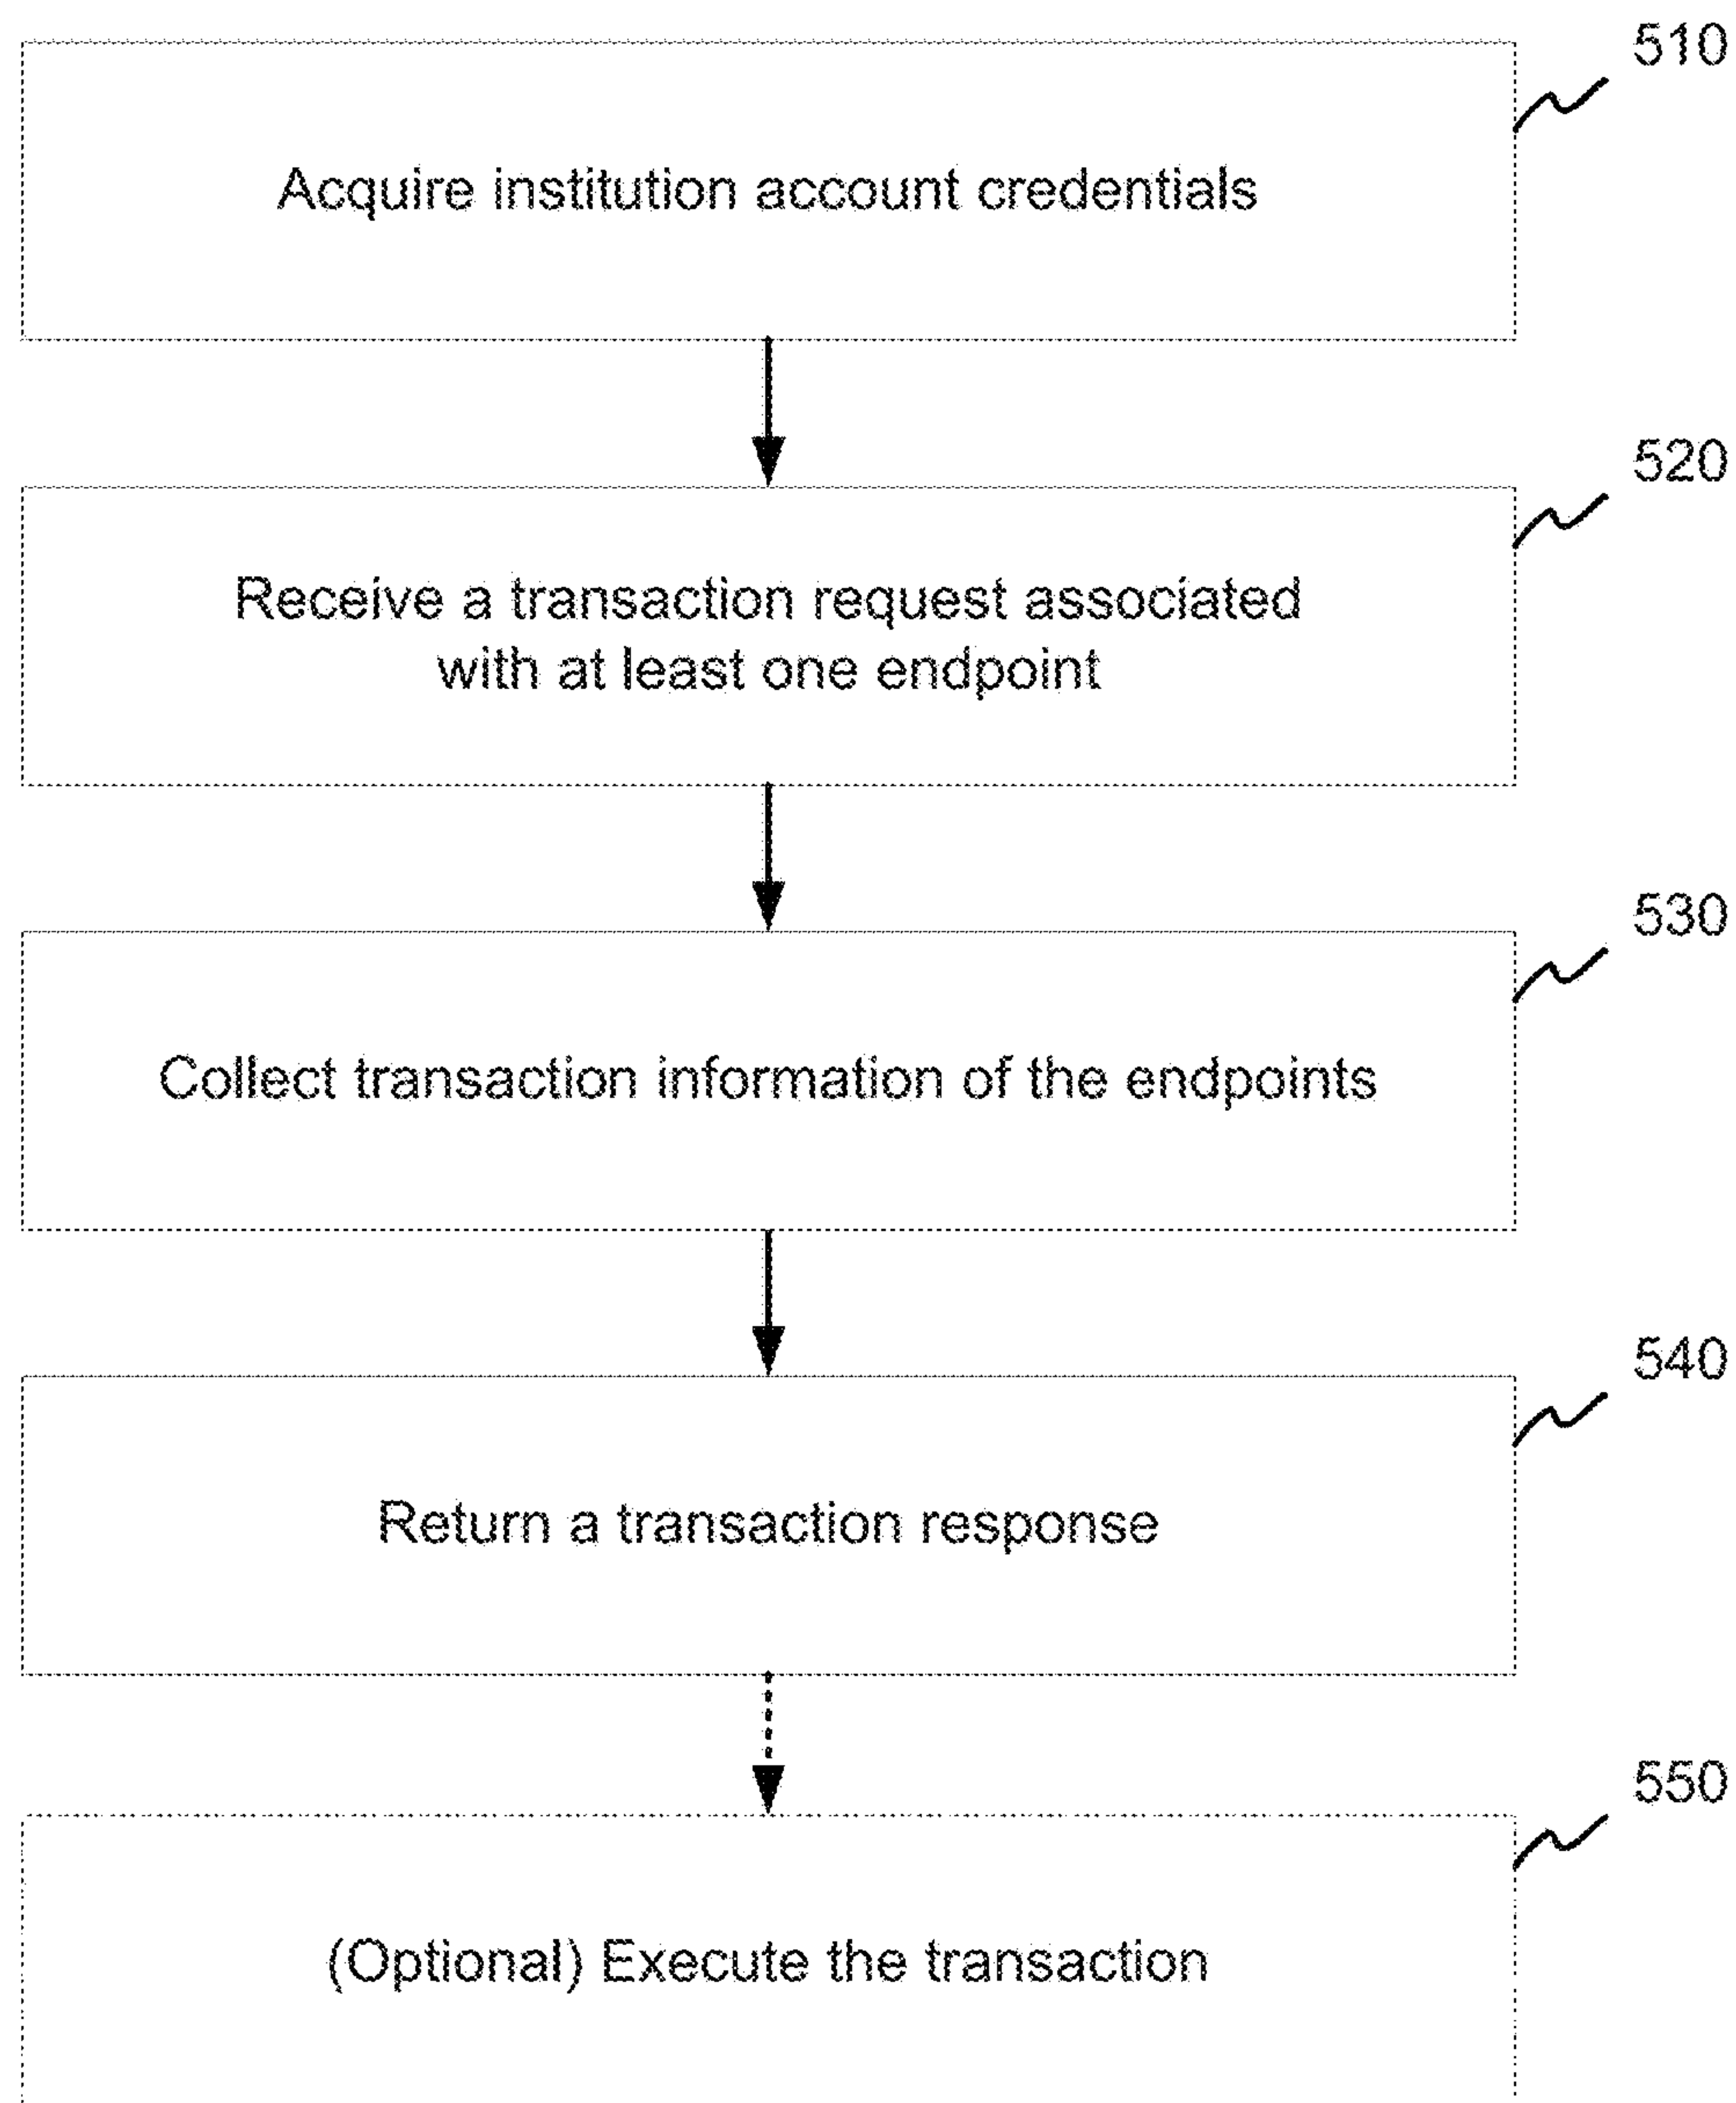 510
Acquire institution account credentials
520
Receive a transaction request associated
with at least one endpoint
530
Collect transaction information of the endpoints
540
Return a transaction response
550
(Optional) Execute the transaction